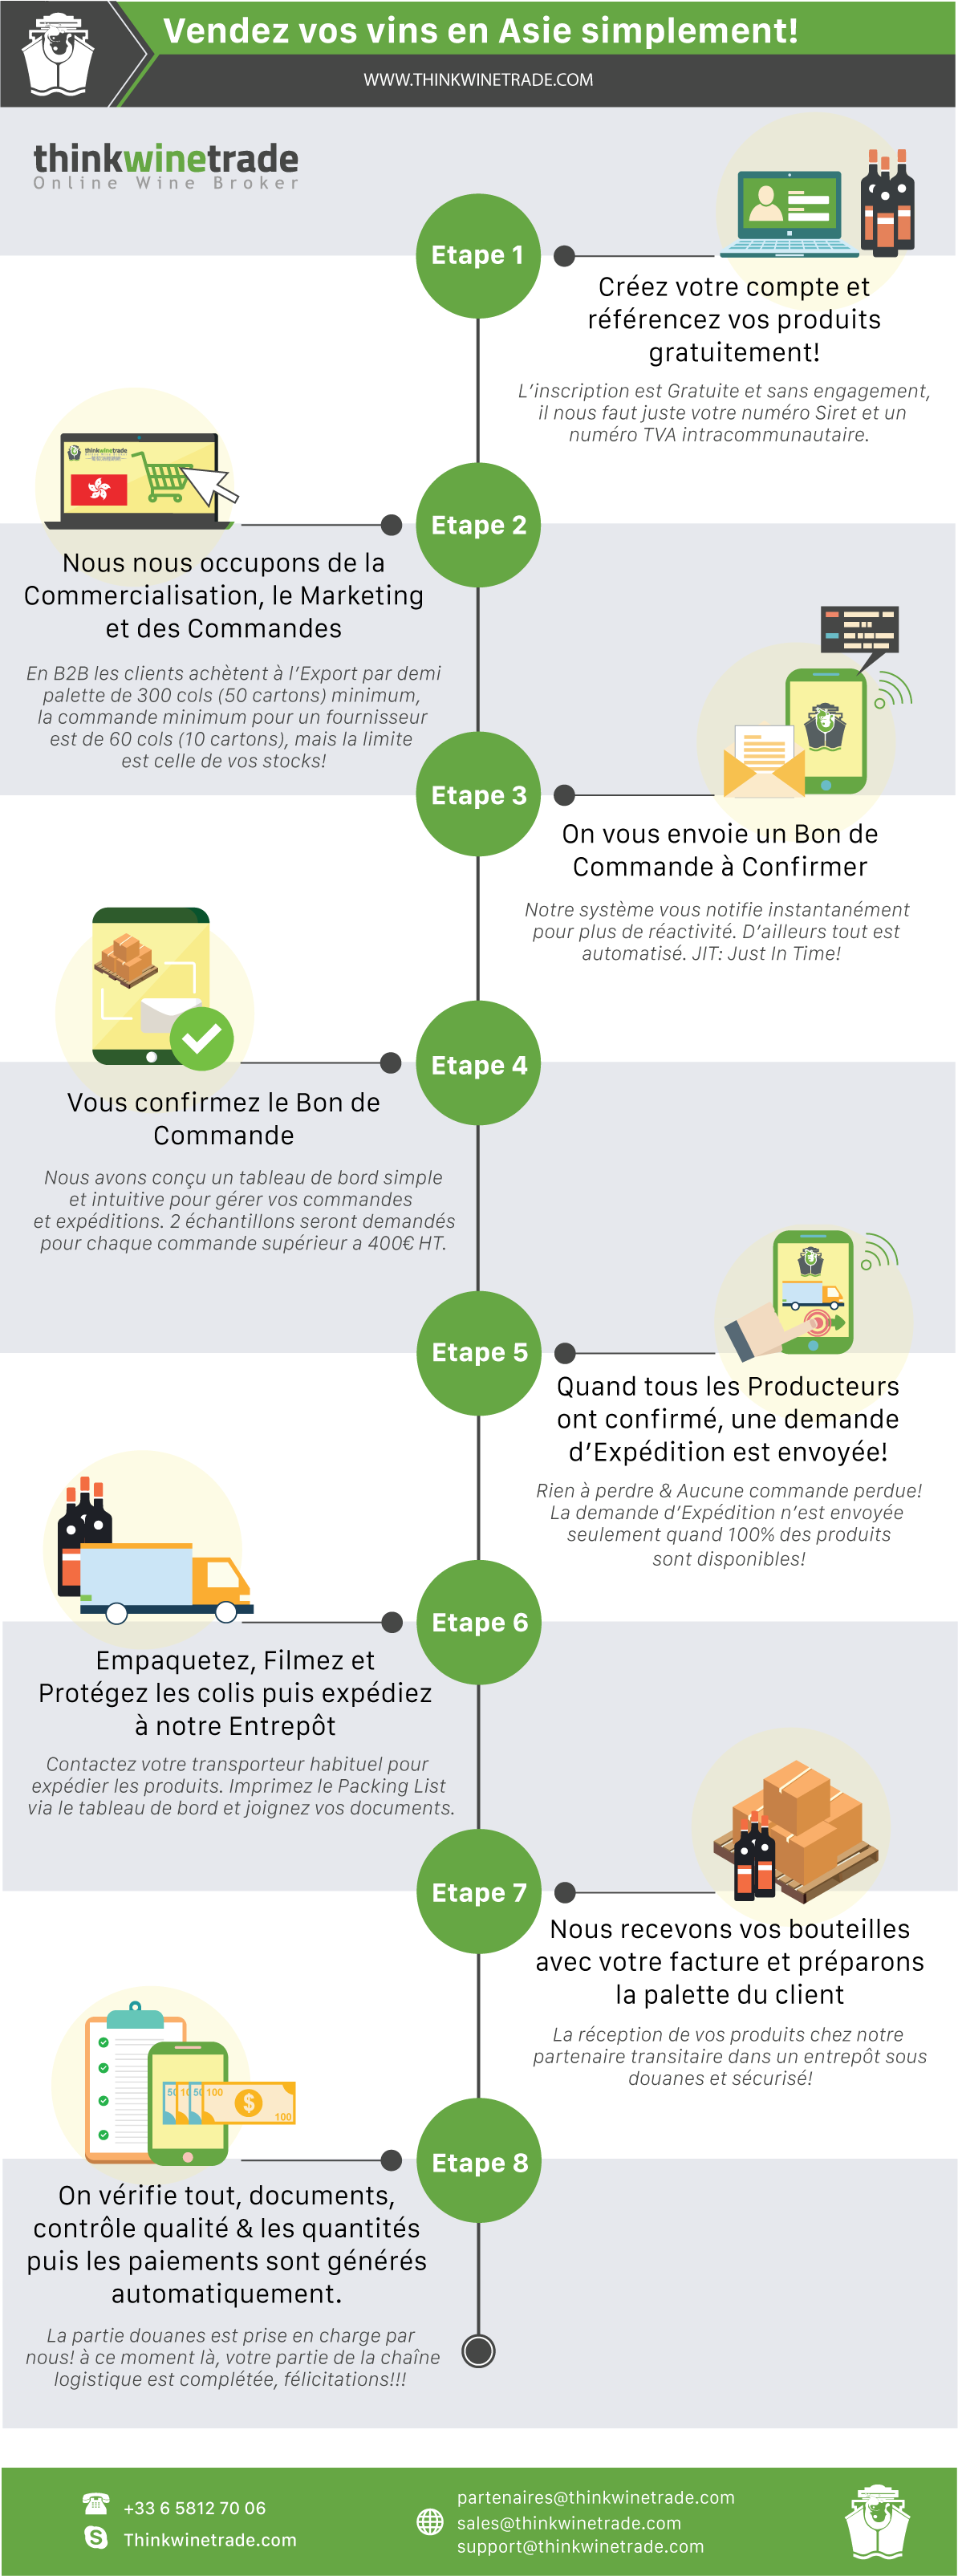 Vendez vos vins en Asie simplement!
WWW.THINKWINETRADE.COM
thinkwinetrade
Online Wine Broker
Etape 1
Créez votre compte et
référencez vos produits
gratuitement!
L'inscription est Gratuite et sans engagement,
il nous faut juste votre numéro Siret et un
numéro TVA intracommunautaire.
thinkwinetrade
Etape 2
Nous nous occupons de la
Commercialisation, le Marketing
et des Commandes
En B2B les clients achètent à l'Export par demi
palette de 300 cols (50 cartons) minimum,
la commande minimum pour un fournisseur
est de 60 cols (10 cartons), mais la limite
est celle de vos stocks!
Etape 3
On vous envoie un Bon de
Commande à Confirmer
Notre système vous notifie instantanément
pour plus de réactivité. D'ailleurs tout est
automatisé. JIT: Just In Time!
Etape 4
Vous confirmez le Bon de
Commande
Nous avons conçu un tableau de bord simple
et intuitive pour gérer vos commandes
et expéditions. 2 échantillons seront demandés
pour chaque commande supérieur a 400€ HT.
Etape 5
Quand tous les Producteurs
ont confirmé, une demande
d'Expédition est envoyée!
Rien à perdre & Aucune commande perdue!
La demande d'Expédition n'est envoyée
seulement quand 100% des produits
sont disponibles!
Etape 6
Empaquetez, Filmez et
Protégez les colis puis expédiez
à notre Entrepôt
Contactez votre transporteur habituel pour
expédier les produits. Imprimez le Packing List
via le tableau de bord et joignez vos documents.
Etape 7
Nous recevons vos bouteilles
avec votre facture et préparons
la palette du client
La réception de vos produits chez notre
partenaire transitaire dans un entrepôt sous
douanes et sécurisé!
50 10 50 100
$
100
Etape 8
On vérifie tout, documents,
contrôle qualité & les quantités
puis les paiements sont générés
automatiquement.
La partie douanes est prise en charge par
nous! à ce moment là, votre partie de la chaîne
logistique est complétée, félicitations!!!
+33 6 5812 70 06
Thinkwinetrade.com
partenaires@thinkwinetrade.com
sales@thinkwinetrade.com
support@thinkwinetrade.com